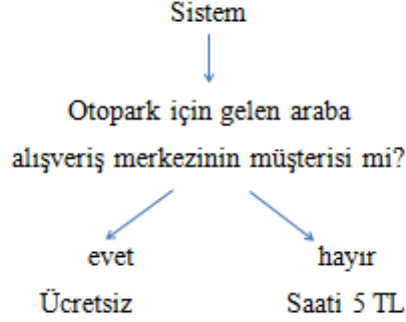 Sistem
Otopark için gelen araba
alışveriş merkezinin müşterisi mi?
evet hayır
Ücretsiz Saati 5 TL